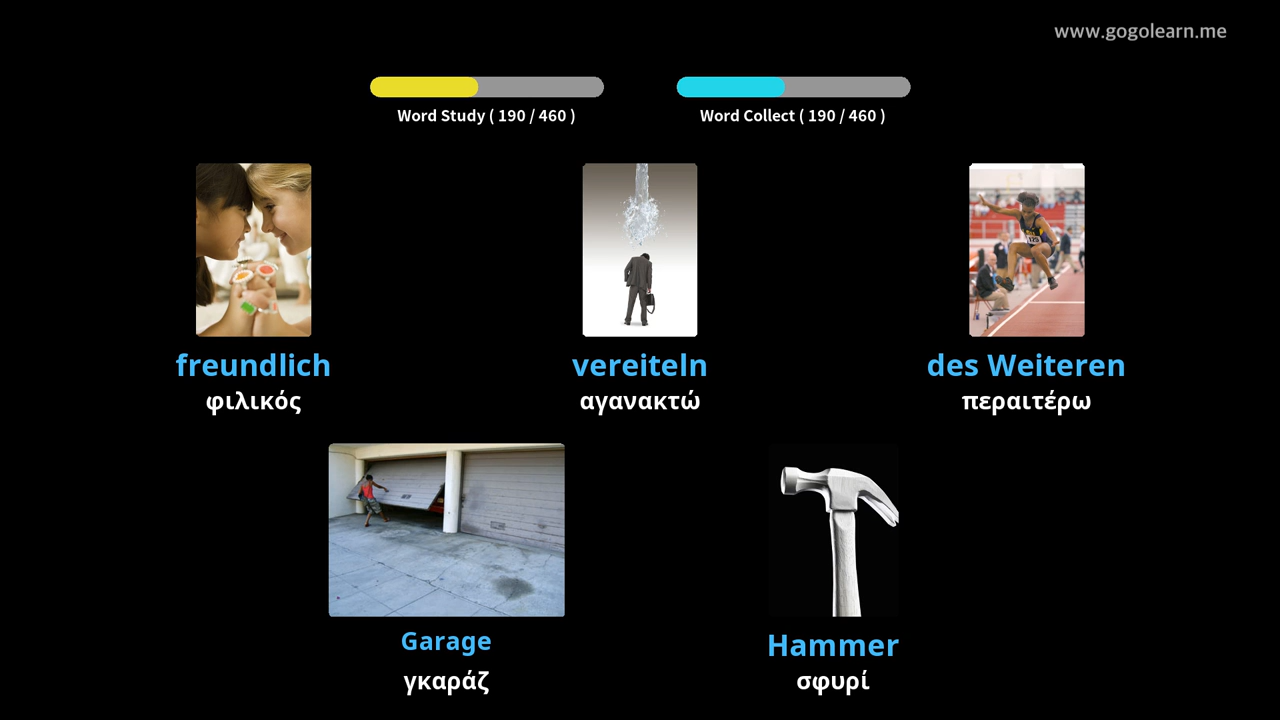 www.gogolearn.me
Word Study ( 190 / 460 )
Word Collect ( 190 / 460 )
freundlich
φιλικός
vereiteln
αγανακτώ
des Weiteren
περαιτέρω
Garage
γκαράζ
Hammer
σφυρί